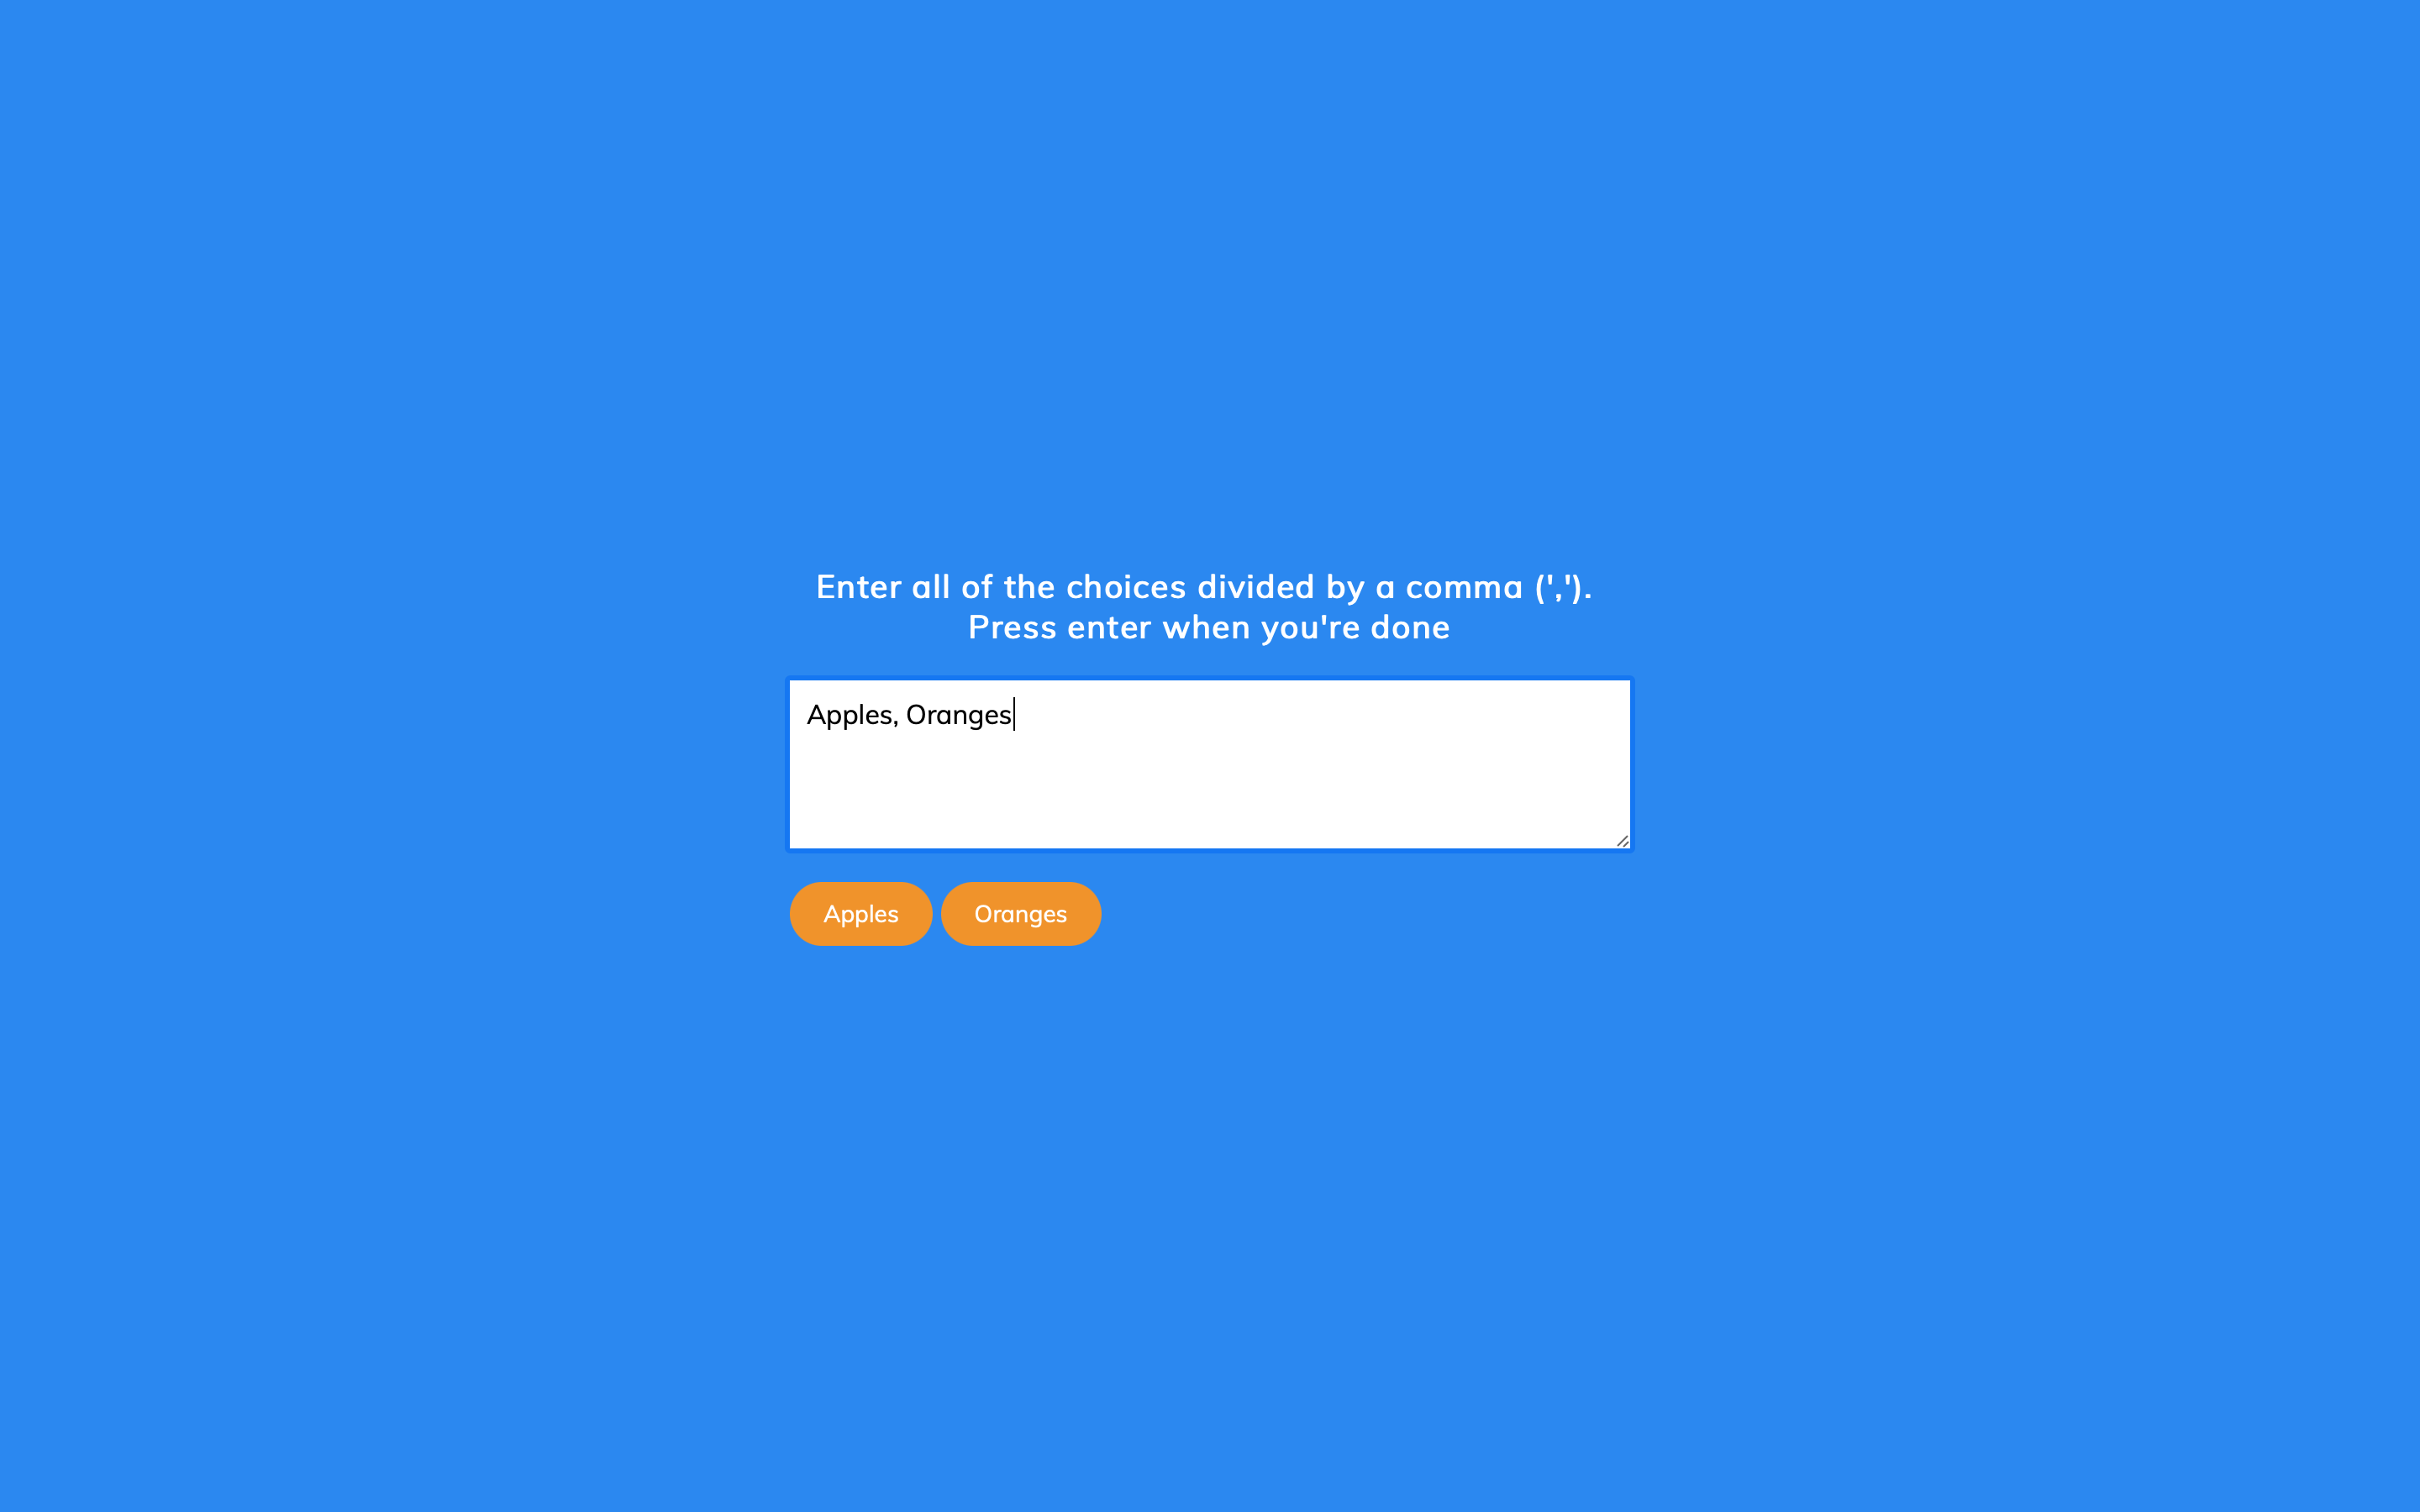 Enter all of the choices divided by a comma (',').
Press enter when you're done
Apples, Oranges
Apples Oranges